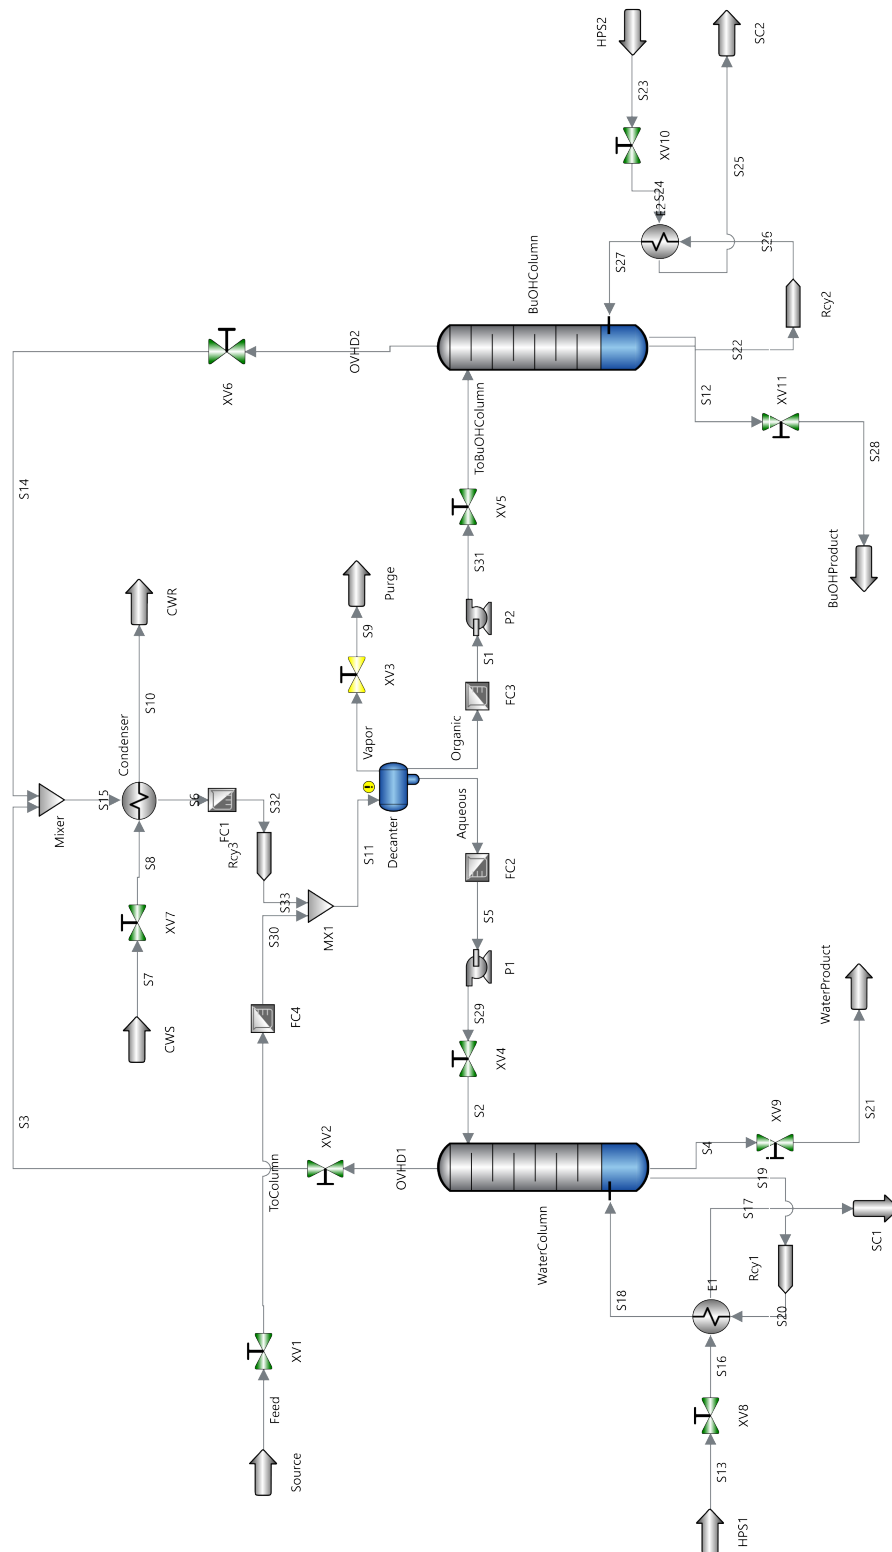 S3
S14
Mixer
S15
Condenser
S7
S8
S10
CWS
XV7
CWR
S6
FC1
XV6
Rcy3
Feed
ToColumn
S30
S33
S32
Source
XV1
FC4
XV2
MX1
OVHD2
S11
Vapor
S9
Decanter
XV3
Purge
OVHD1
Aqueous
Organic
S2
S29
S5
S1
S31
ToBuOHColumn
XV4
P1
FC2
FC3
P2
XV5
WaterColumn
BuOHColumn
HPS2
S18
S27
S23
E2
S24
XV10
S4
S12
E1
S13
S16
S22
S25
S17
SC2
XV8
HPS1
Rcy1
S19
S26
XV9
XV11
S20
WaterProduct
Rcy2
BuOHProduct
S21
S28
SC1